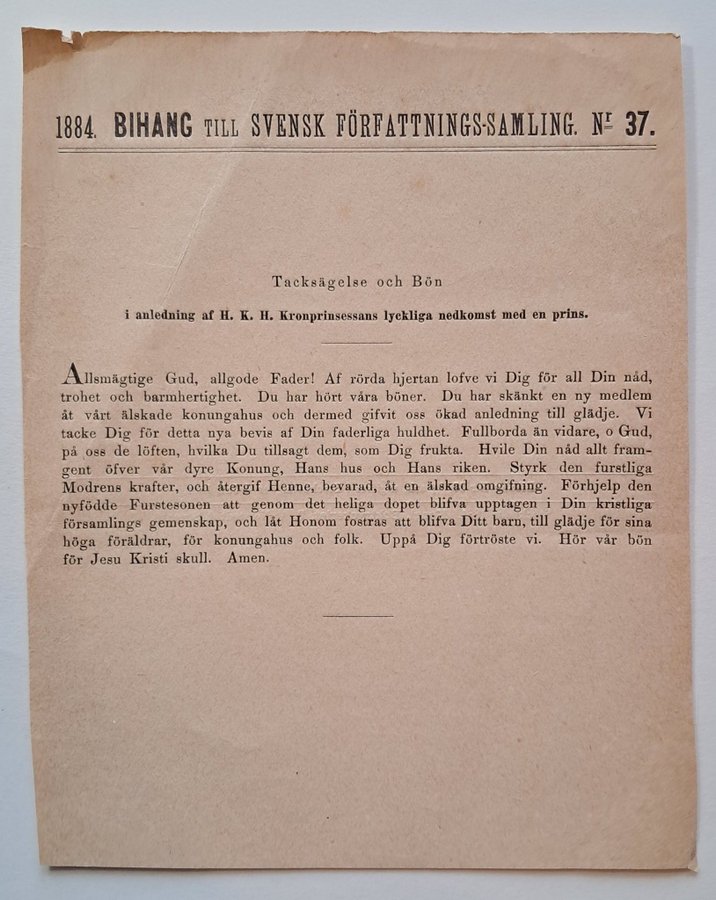 1884. BIHANG TILL SVENSK FÖRFATTNINGS-SAMLING. Nr 37.
Tacksägelse och Bön
i anledning af H. K. H. Kronprinsessans lyckliga nedkomst med en prins.
Allsmägtige Gud, allgode Fader! Af rörda hjertan lofve vi Dig för all Din nåd,
trohet och barmhertighet. Du har hört våra böner. Du har skänkt en ny medlem
åt vårt älskade konungahus och dermed gifvit oss ökad anledning till glädje. Vi
tacke Dig för detta nya bevis af Din faderliga huldhet. Fullborda än vidare, o Gud,
på oss de löften, hvilka Du tillsagt dem, som Dig frukta. Hvile Din nåd allt fram-
gent öfver vår dyre Konung, Hans hus och Hans riken. Styrk den furstliga
Modrens krafter, och återgif Henne, bevarad, åt en älskad omgifning. Förhjelp den
nyfödde Furstesonen att genom det heliga dopet blifva upptagen i Din kristliga
församlings gemenskap, och låt Honom fostras att blifva Ditt barn, till glädje för sina
höga föräldrar, för konungahus och folk. Uppå Dig förtröste vi. Hör vår bön
för Jesu Kristi skull. Amen.